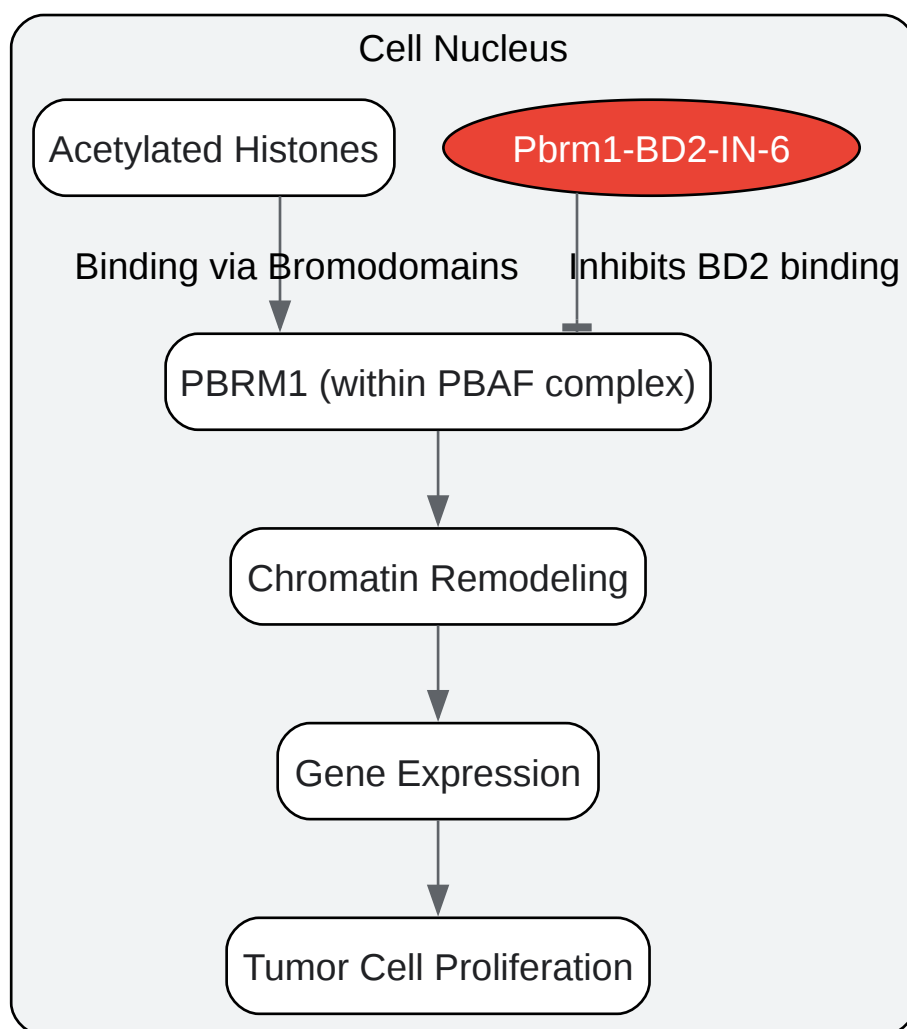 Cell Nucleus
Acetylated Histones
Pbrm1-BD2-IN-6
Binding via Bromodomains
Inhibits BD2 binding
PBRM1 (within PBAF complex)
Chromatin Remodeling
Gene Expression
Tumor Cell Proliferation